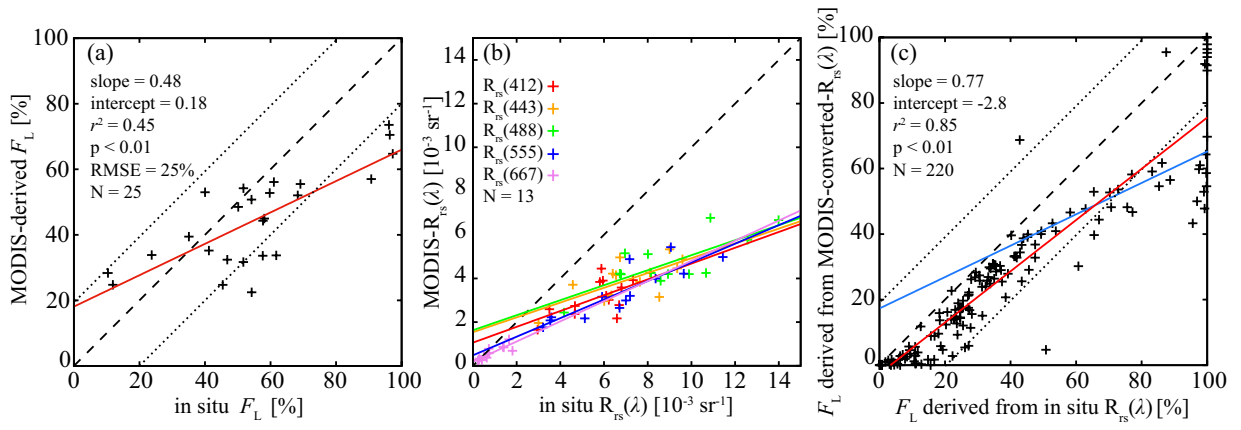 (a)
slope = 0.48
intercept = 0.18
r² = 0.45
p < 0.01
RMSE = 25%
N = 25
MODIS-derived F_L [%]
100
80
60
40
20
0
0 20 40 60 80 100
in situ F_L [%]
(b)
R_rs(412)
R_rs(443)
R_rs(488)
R_rs(555)
R_rs(667)
N = 13
MODIS-R_rs(λ) [10⁻³ sr⁻¹]
14
12
10
8
6
4
2
0
0 2 4 6 8 10 12 14
in situ R_rs(λ) [10⁻³ sr⁻¹]
(c)
slope = 0.77
intercept = -2.8
r² = 0.85
p < 0.01
N = 220
F_L derived from MODIS-converted-R_rs(λ) [%]
100
80
60
40
20
0
0 20 40 60 80 100
F_L derived from in situ R_rs(λ) [%]